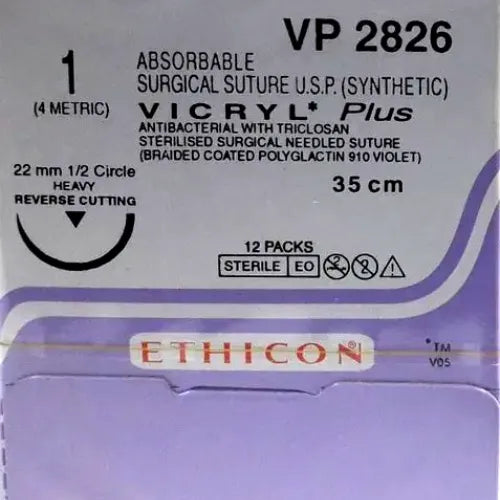 VP 2826
1
(4 METRIC)
ABSORBABLE
SURGICAL SUTURE U.S.P. (SYNTHETIC)
VICRYL* Plus
ANTIBACTERIAL WITH TRICLOSAN
STERILISED SURGICAL NEEDLED SUTURE
(BRAIDED COATED POLYGLACTIN 910 VIOLET)
22 mm 1/2 Circle
HEAVY
REVERSE CUTTING
35 cm
12 PACKS
STERILE EO
ETHICON®
*TM
V05